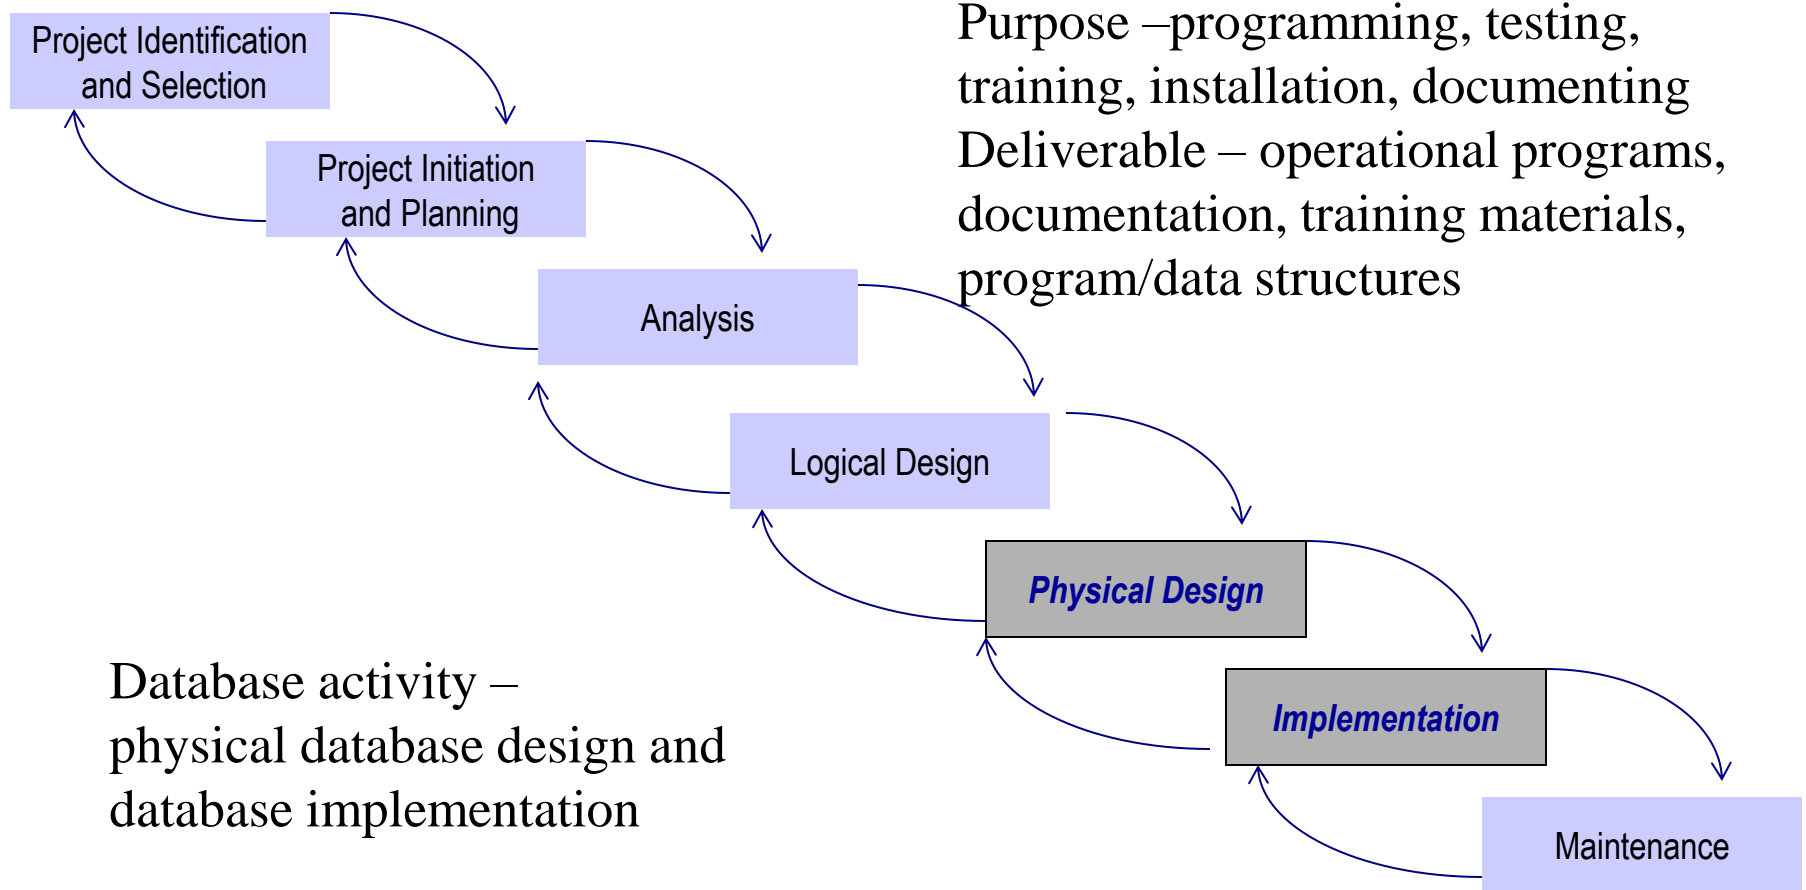 Project Identification
and Selection
Purpose –programming, testing,
training, installation, documenting
Deliverable – operational programs,
documentation, training materials,
program/data structures
Project Initiation
and Planning
Analysis
Logical Design
Physical Design
Implementation
Maintenance
Database activity –
physical database design and
database implementation